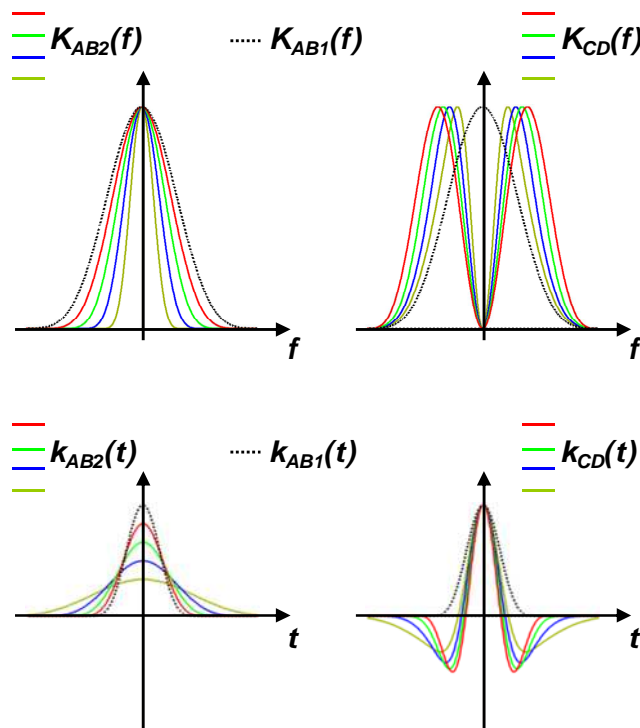 K_AB2(f) K_AB1(f) K_CD(f)
f f
k_AB2(t) k_AB1(t) k_CD(t)
t t